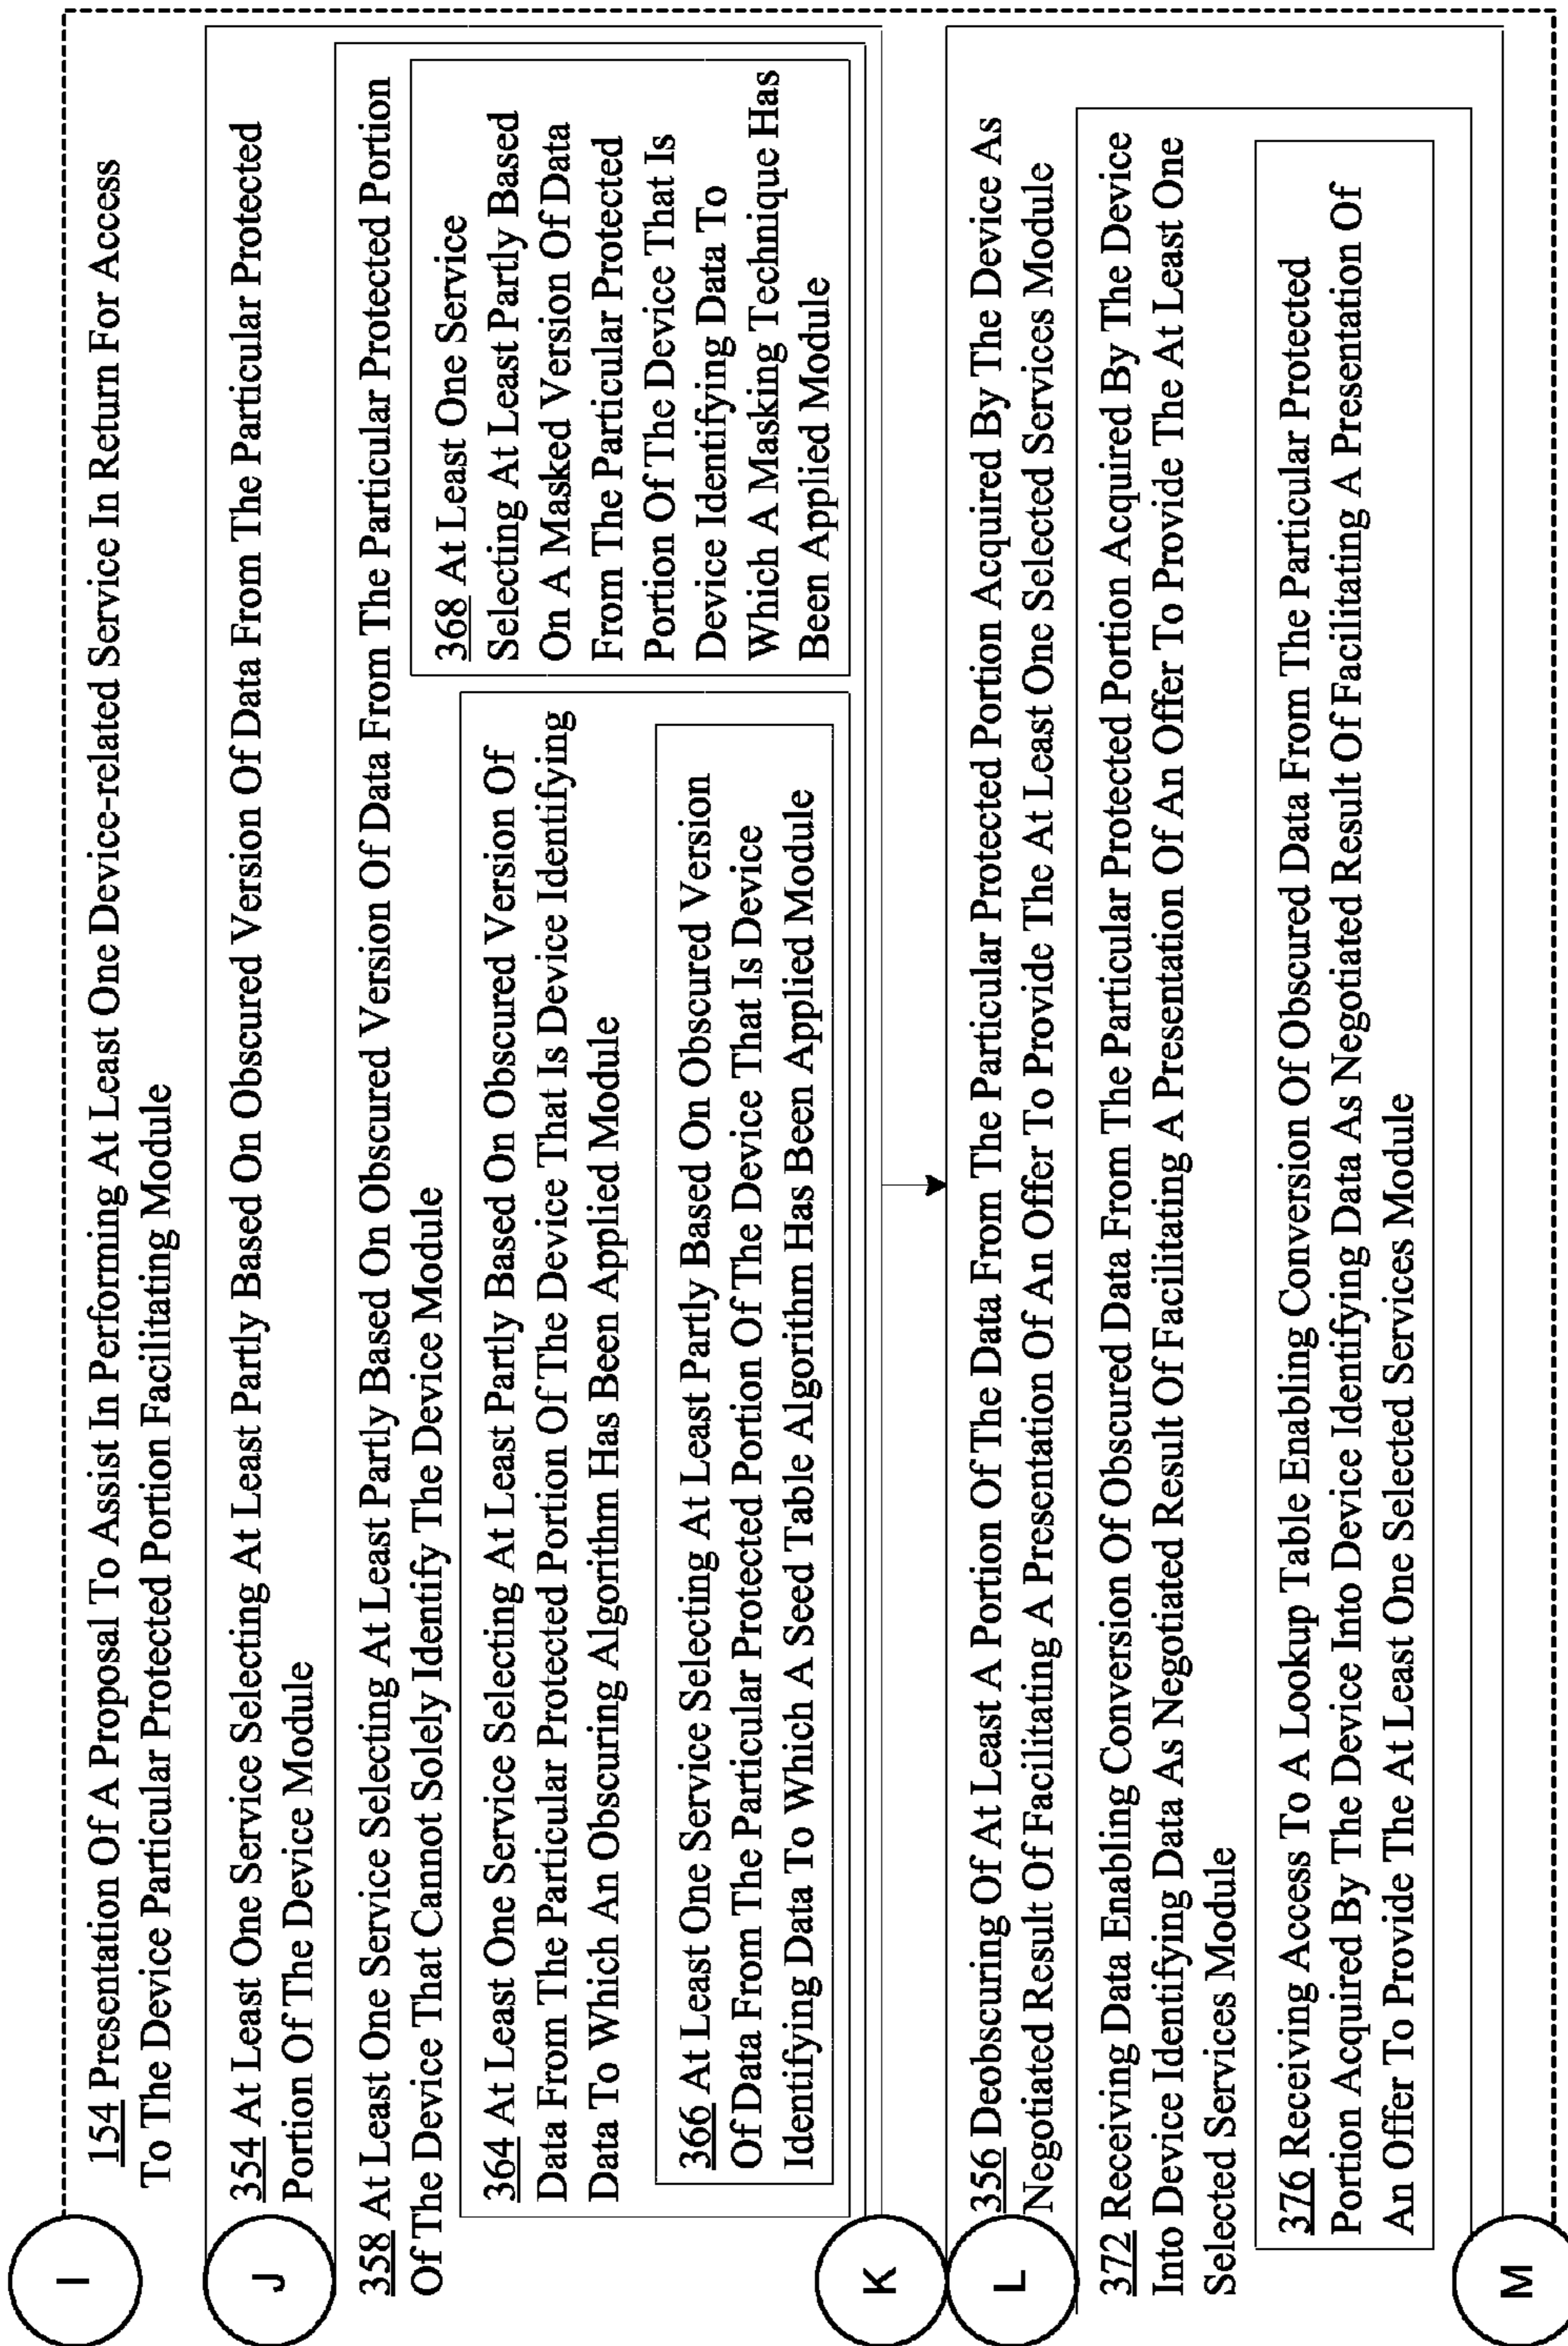 I
154 Presentation Of A Proposal To Assist In Performing At Least One Device-related Service In Return For Access
To The Device Particular Protected Portion Facilitating Module
J
354 At Least One Service Selecting At Least Partly Based On Obscured Version Of Data From The Particular Protected
Portion Of The Device Module
358 At Least One Service Selecting At Least Partly Based On Obscured Version Of Data From The Particular Protected Portion
Of The Device That Cannot Solely Identify The Device Module
364 At Least One Service Selecting At Least Partly Based On Obscured Version Of
Data From The Particular Protected Portion Of The Device That Is Device Identifying
Data To Which An Obscuring Algorithm Has Been Applied Module
366 At Least One Service Selecting At Least Partly Based On Obscured Version
Of Data From The Particular Protected Portion Of The Device That Is Device
Identifying Data To Which A Seed Table Algorithm Has Been Applied Module
368 At Least One Service
Selecting At Least Partly Based
On A Masked Version Of Data
From The Particular Protected
Portion Of The Device That Is
Device Identifying Data To
Which A Masking Technique Has
Been Applied Module
K
L
356 Deobscuring Of At Least A Portion Of The Data From The Particular Protected Portion Acquired By The Device As
Negotiated Result Of Facilitating A Presentation Of An Offer To Provide The At Least One Selected Services Module
372 Receiving Data Enabling Conversion Of Obscured Data From The Particular Protected Portion Acquired By The Device
Into Device Identifying Data As Negotiated Result Of Facilitating A Presentation Of An Offer To Provide The At Least One
Selected Services Module
376 Receiving Access To A Lookup Table Enabling Conversion Of Obscured Data From The Particular Protected
Portion Acquired By The Device Into Device Identifying Data As Negotiated Result Of Facilitating A Presentation Of
An Offer To Provide The At Least One Selected Services Module
M